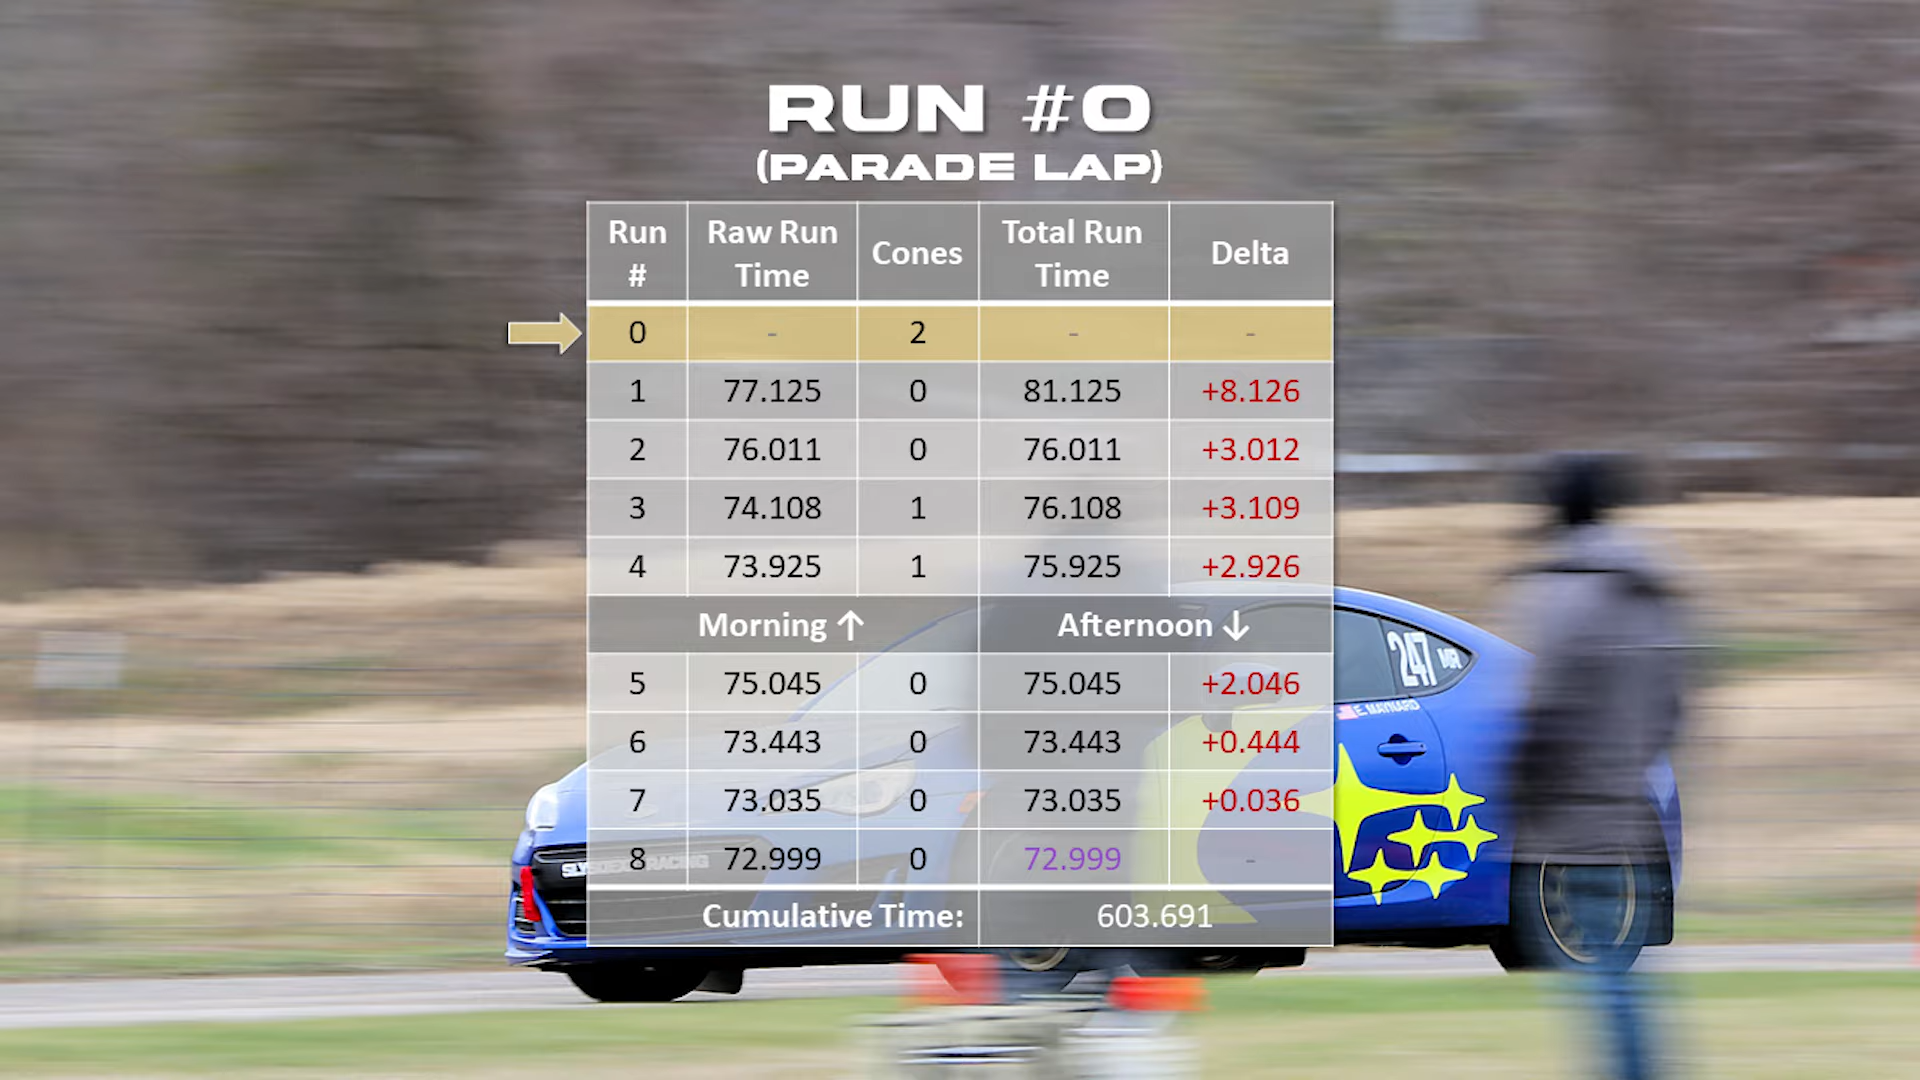 RUN #0
(PARADE LAP)
Run # Raw Run Time Cones Total Run Time Delta
0 - 2 - -
1 77.125 0 81.125 +8.126
2 76.011 0 76.011 +3.012
3 74.108 1 76.108 +3.109
4 73.925 1 75.925 +2.926
Morning ↑ Afternoon ↓
5 75.045 0 75.045 +2.046
6 73.443 0 73.443 +0.444
7 73.035 0 73.035 +0.036
8 72.999 0 72.999 -
Cumulative Time: 603.691
247 MR
E. MAYNARD
RACING